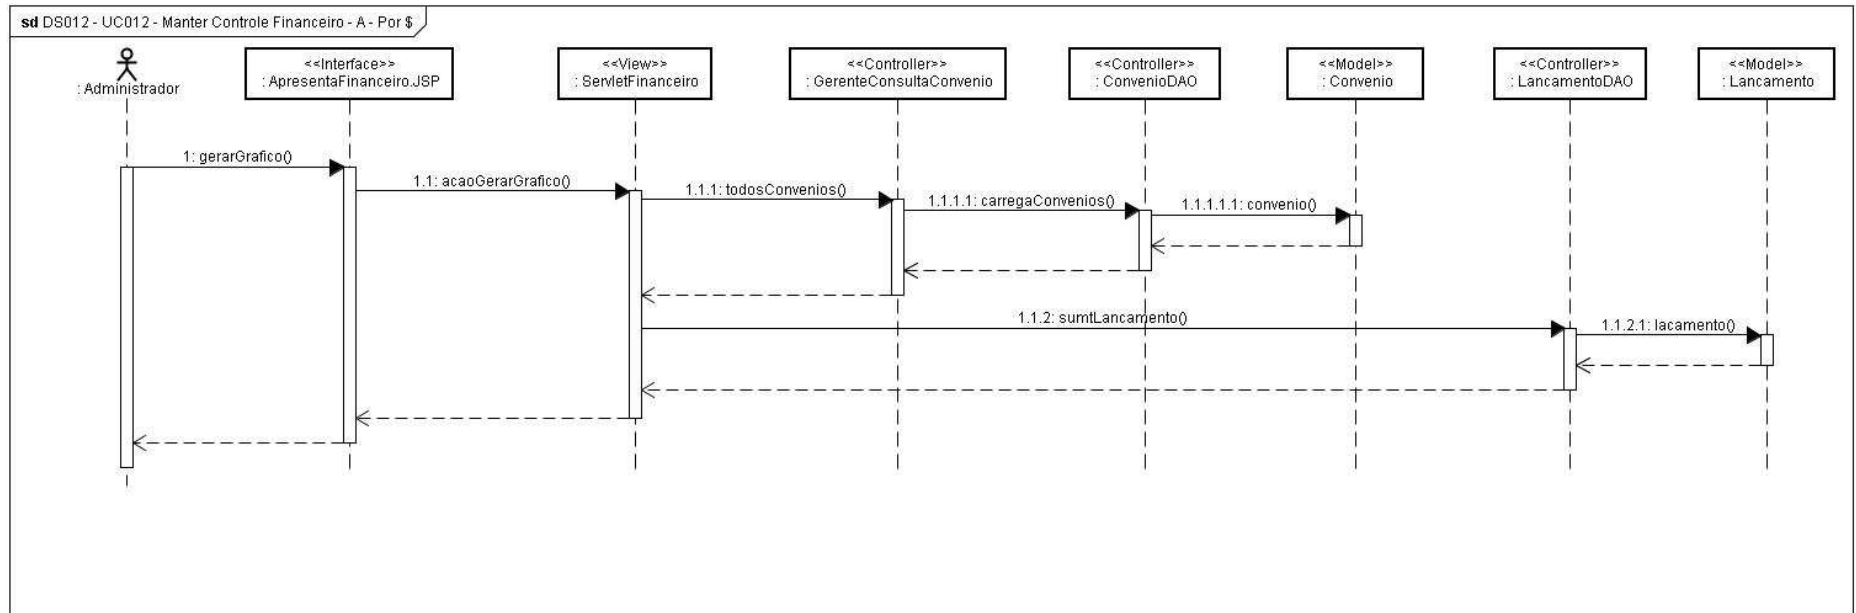 sd DS012 - UC012 - Manter Controle Financeiro - A - Por $
: Administrador
<<Interface>>
: ApresentaFinanceiro.JSP
<<View>>
: ServletFinanceiro
<<Controller>>
: GerenteConsultaConvenio
<<Controller>>
: ConvenioDAO
<<Model>>
: Convenio
<<Controller>>
: LancamentoDAO
<<Model>>
: Lancamento
1: gerarGrafico()
1.1: acaoGerarGrafico()
1.1.1: todosConvenios()
1.1.1.1: carregaConvenios()
1.1.1.1.1: convenio()
1.1.2: sumtLancamento()
1.1.2.1: lacamento()